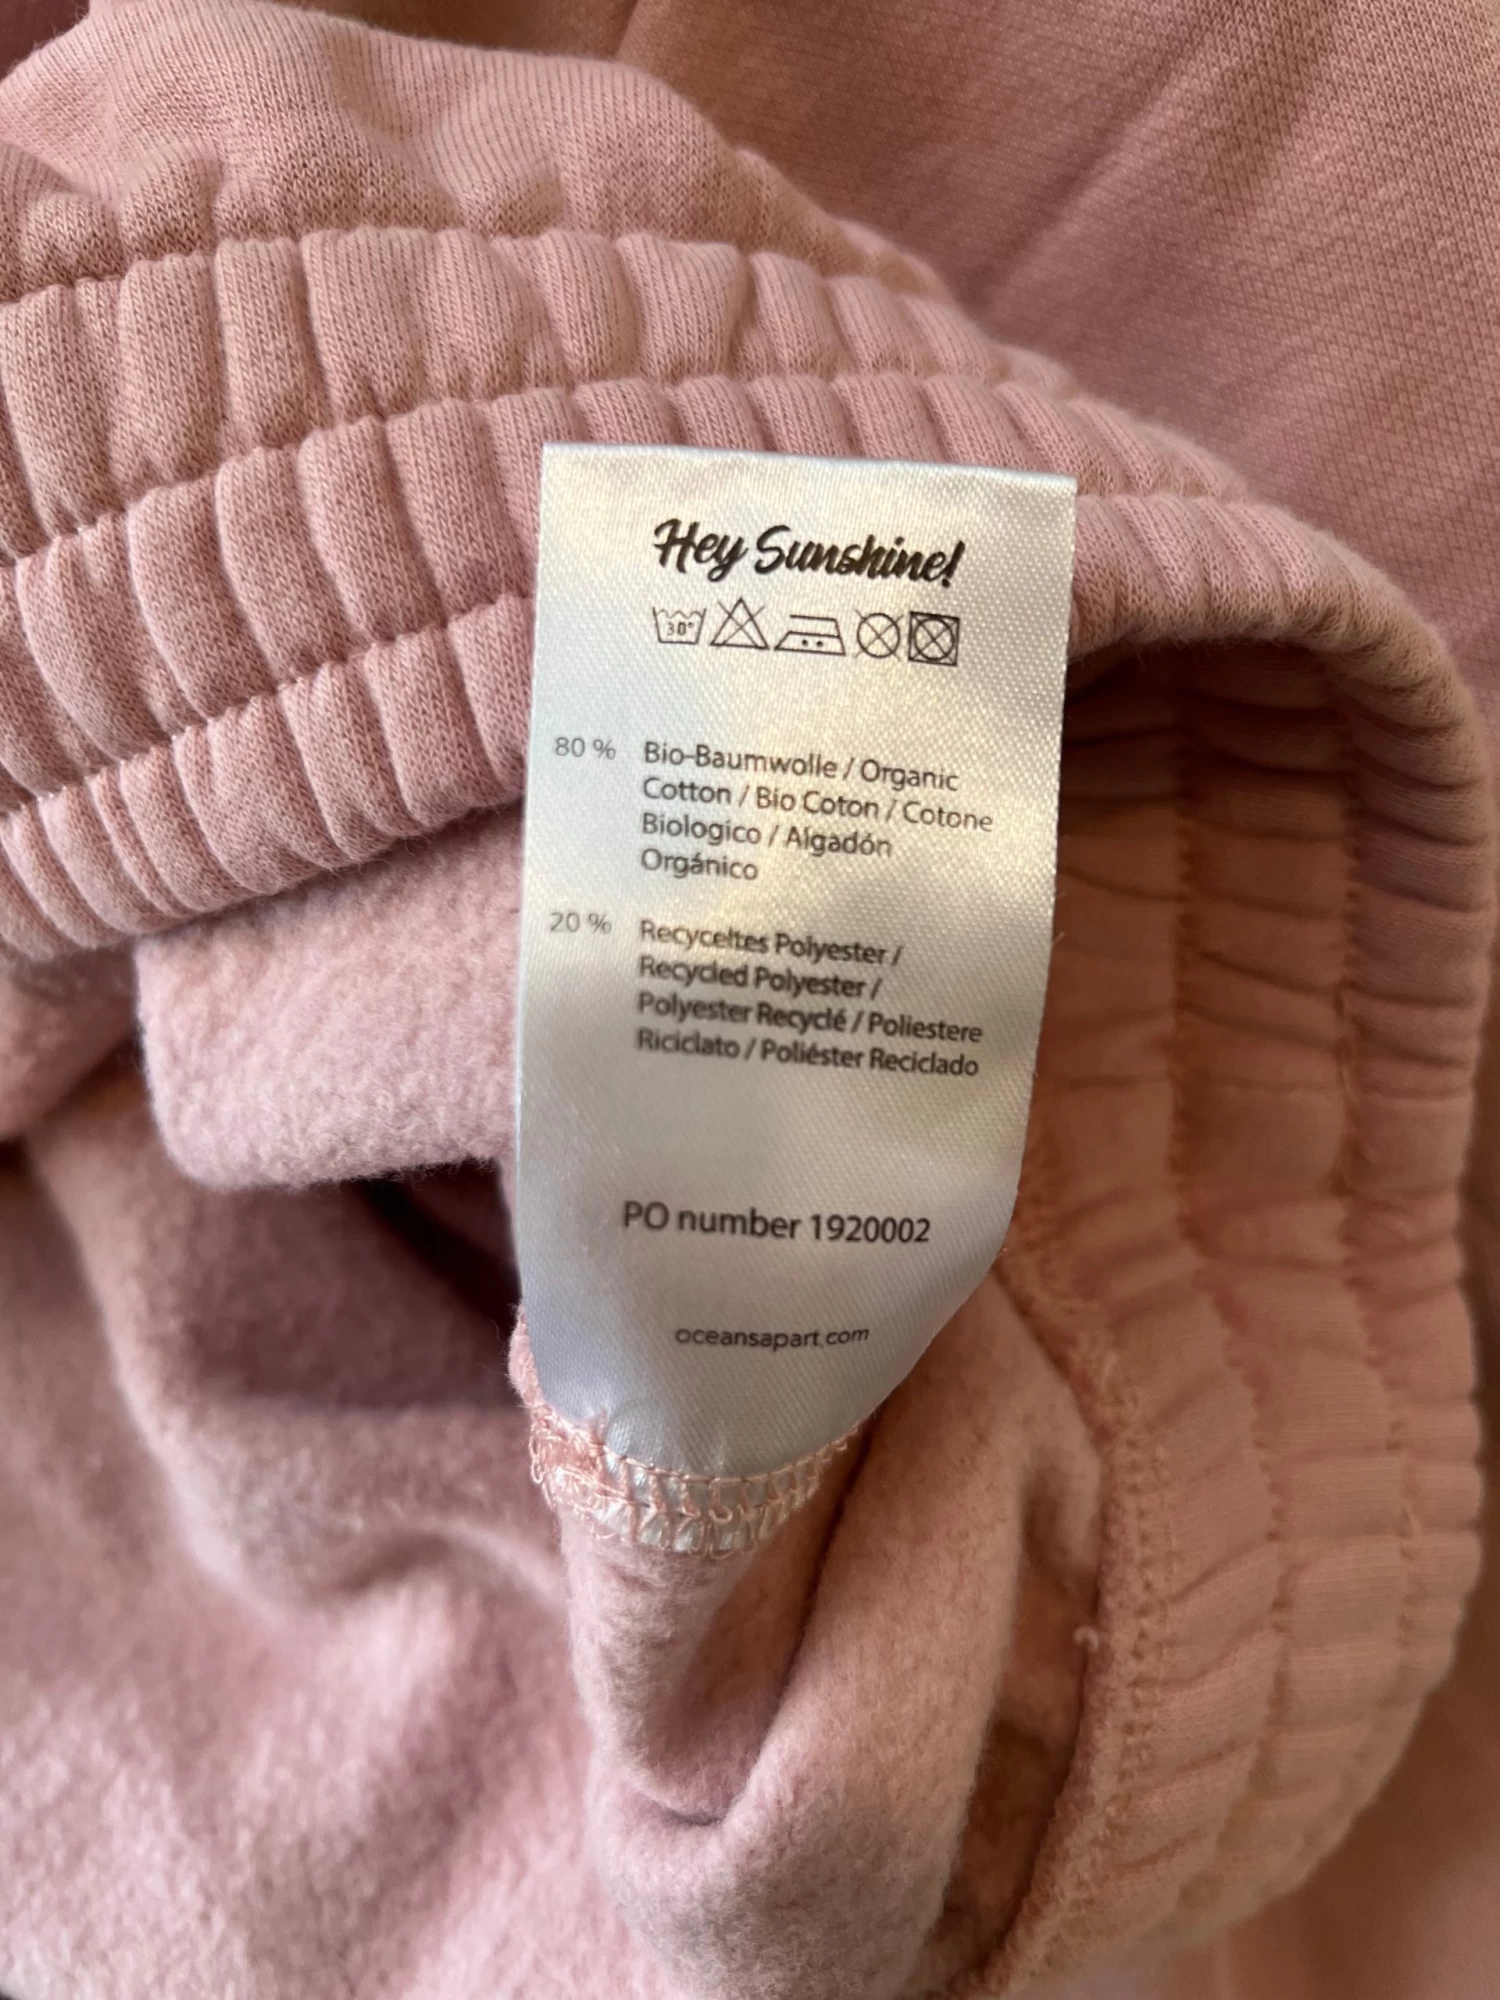 Hey Sunshine!
30°
80 % Bio-Baumwolle / Organic
Cotton / Bio Coton / Cotone
Biologico / Algadón
Orgánico
20 % Recyceltes Polyester /
Recycled Polyester /
Polyester Recyclé / Poliestere
Riciclato / Poliéster Reciclado
PO number 1920002
oceansapart.com